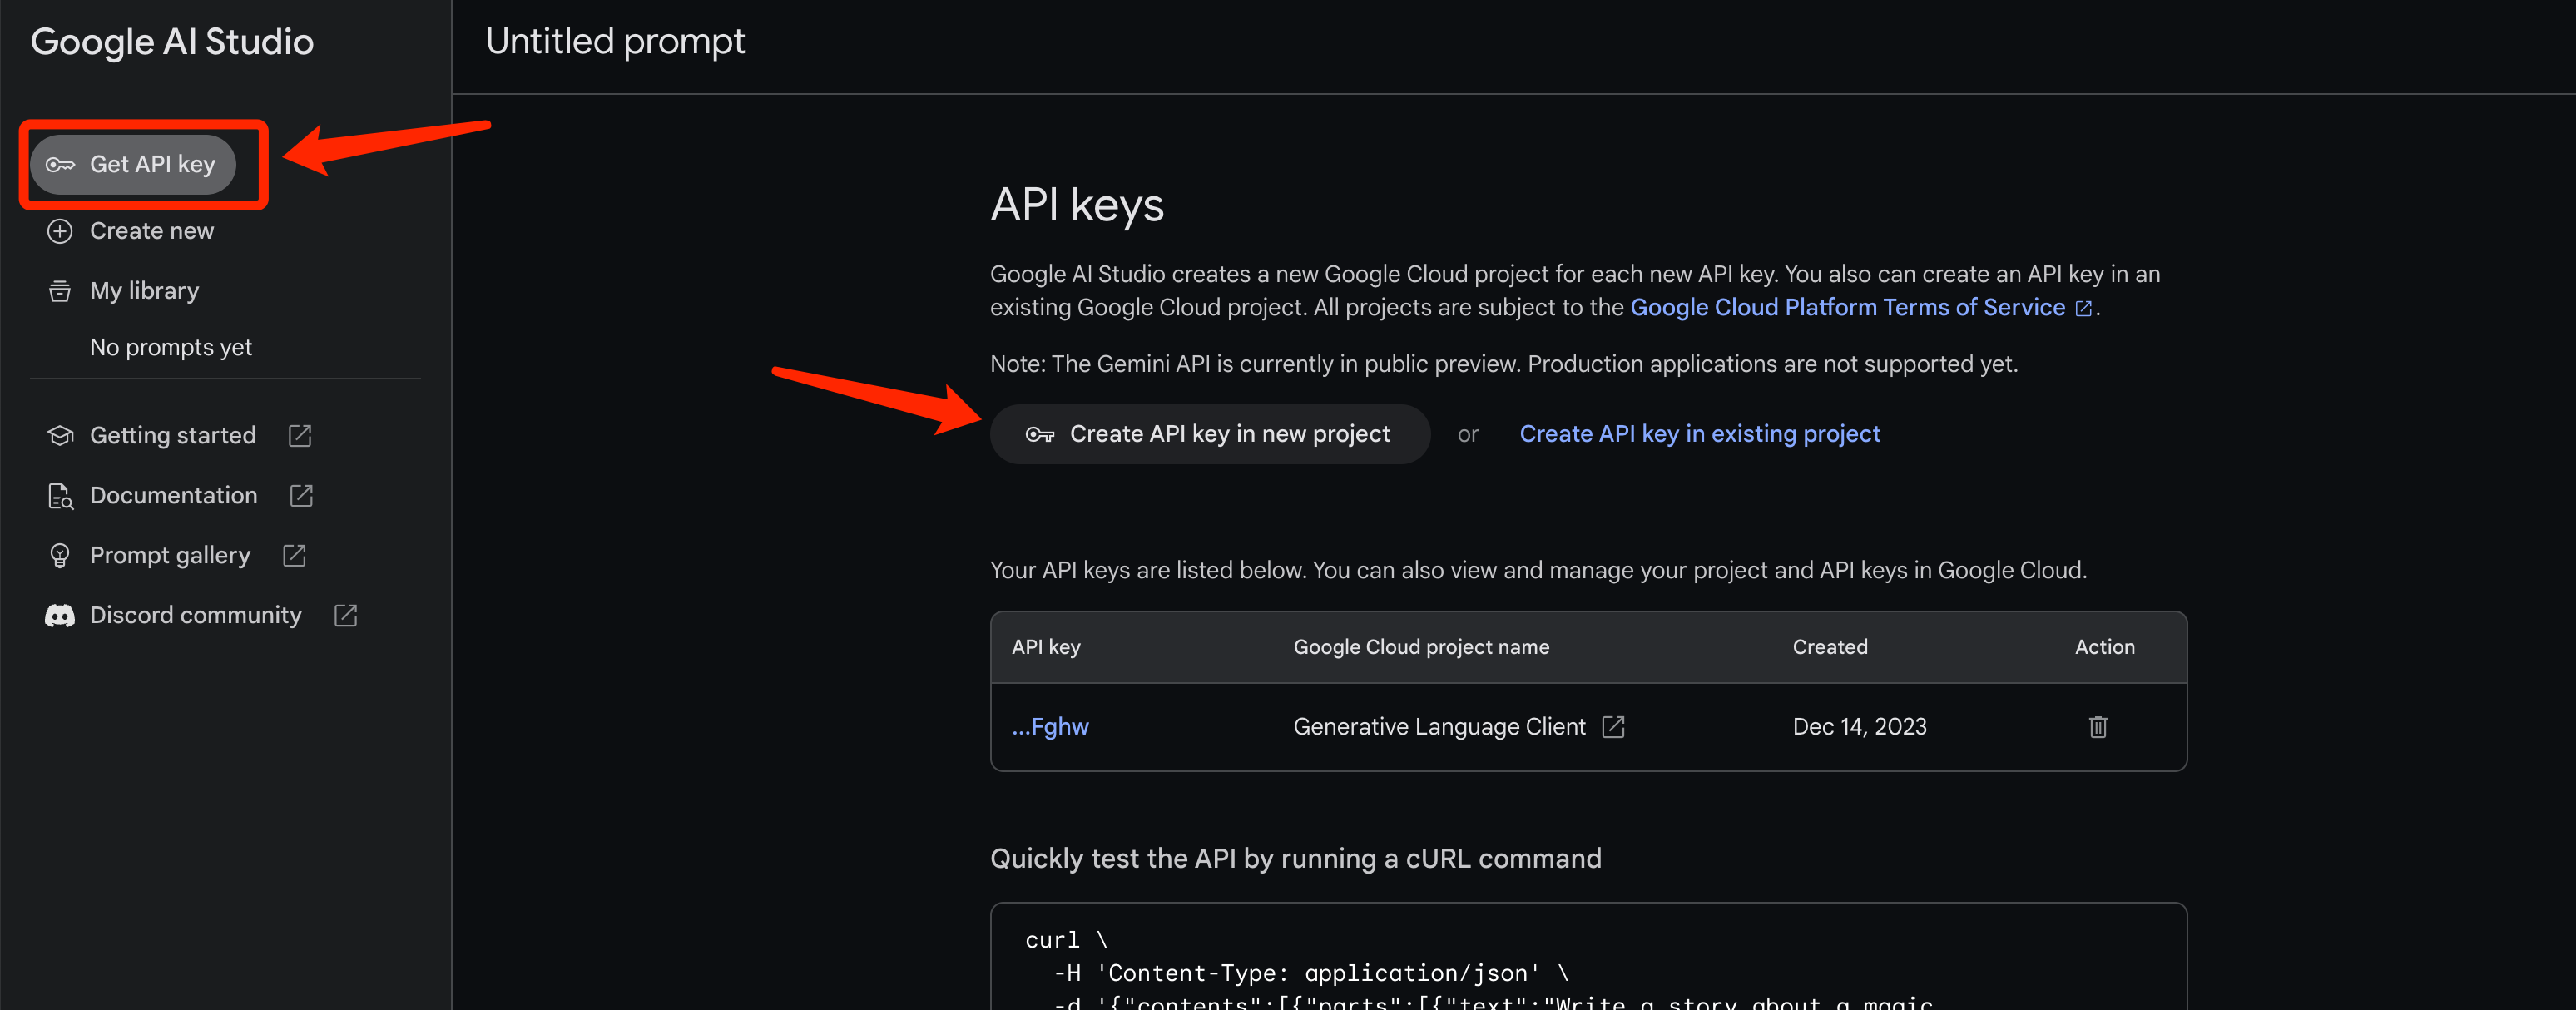 Google AI Studio
Get API key
Create new
My library
No prompts yet
Getting started
Documentation
Prompt gallery
Discord community
Untitled prompt
API keys
Google AI Studio creates a new Google Cloud project for each new API key. You also can create an API key in an
existing Google Cloud project. All projects are subject to the Google Cloud Platform Terms of Service.
Note: The Gemini API is currently in public preview. Production applications are not supported yet.
Create API key in new project or Create API key in existing project
Your API keys are listed below. You can also view and manage your project and API keys in Google Cloud.
API key Google Cloud project name Created Action
...Fghw Generative Language Client Dec 14, 2023
Quickly test the API by running a cURL command
curl \
-H 'Content-Type: application/json' \
-d '{"contents":[{"parts":[{"text":"Write a story about a magic